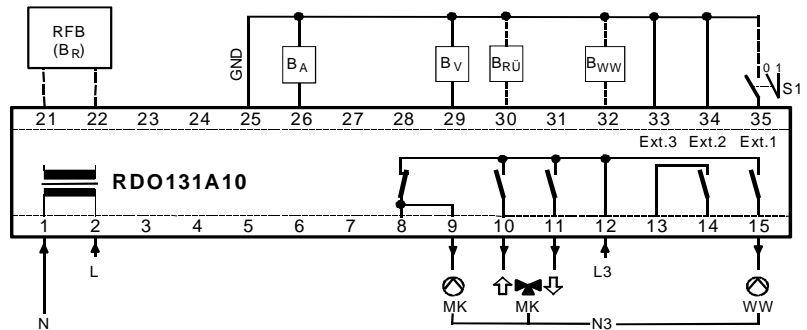 RFB
(BR)
GND
BA
BV
BRÜ
BWW
0 1
S1
21 22 23 24 25 26 27 28 29 30 31 32 33 34 35
Ext.3 Ext.2 Ext.1
RDO131A10
1 2 3 4 5 6 7 8 9 10 11 12 13 14 15
L
L3
MK
MK
WW
N
N3